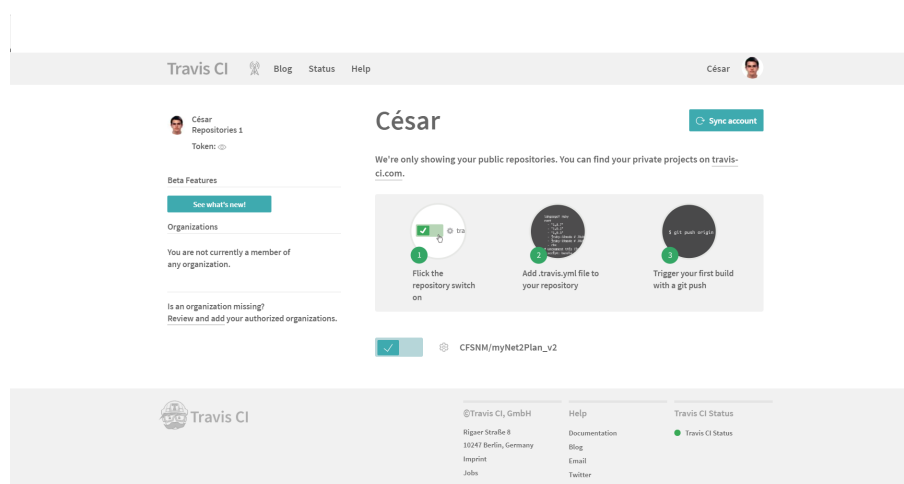 Travis CI
Blog
Status
Help
César
César
Repositories 1
Token:
Beta Features
See what's new!
Organizations
You are not currently a member of
any organization.
Is an organization missing?
Review and add your authorized organizations.
César
Sync account
We're only showing your public repositories. You can find your private projects on travis-
ci.com.
tra
1
Flick the
repository switch
on
2
Add .travis.yml file to
your repository
$ git push origin
3
Trigger your first build
with a git push
CFSNM/myNet2Plan_v2
Travis CI
©Travis CI, GmbH
Rigaer Straße 8
10247 Berlin, Germany
Imprint
Jobs
Help
Documentation
Blog
Email
Twitter
Travis CI Status
Travis CI Status